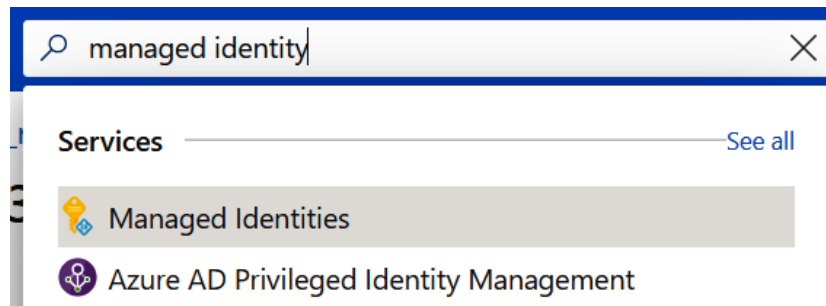 managed identity
Services See all
Managed Identities
Azure AD Privileged Identity Management